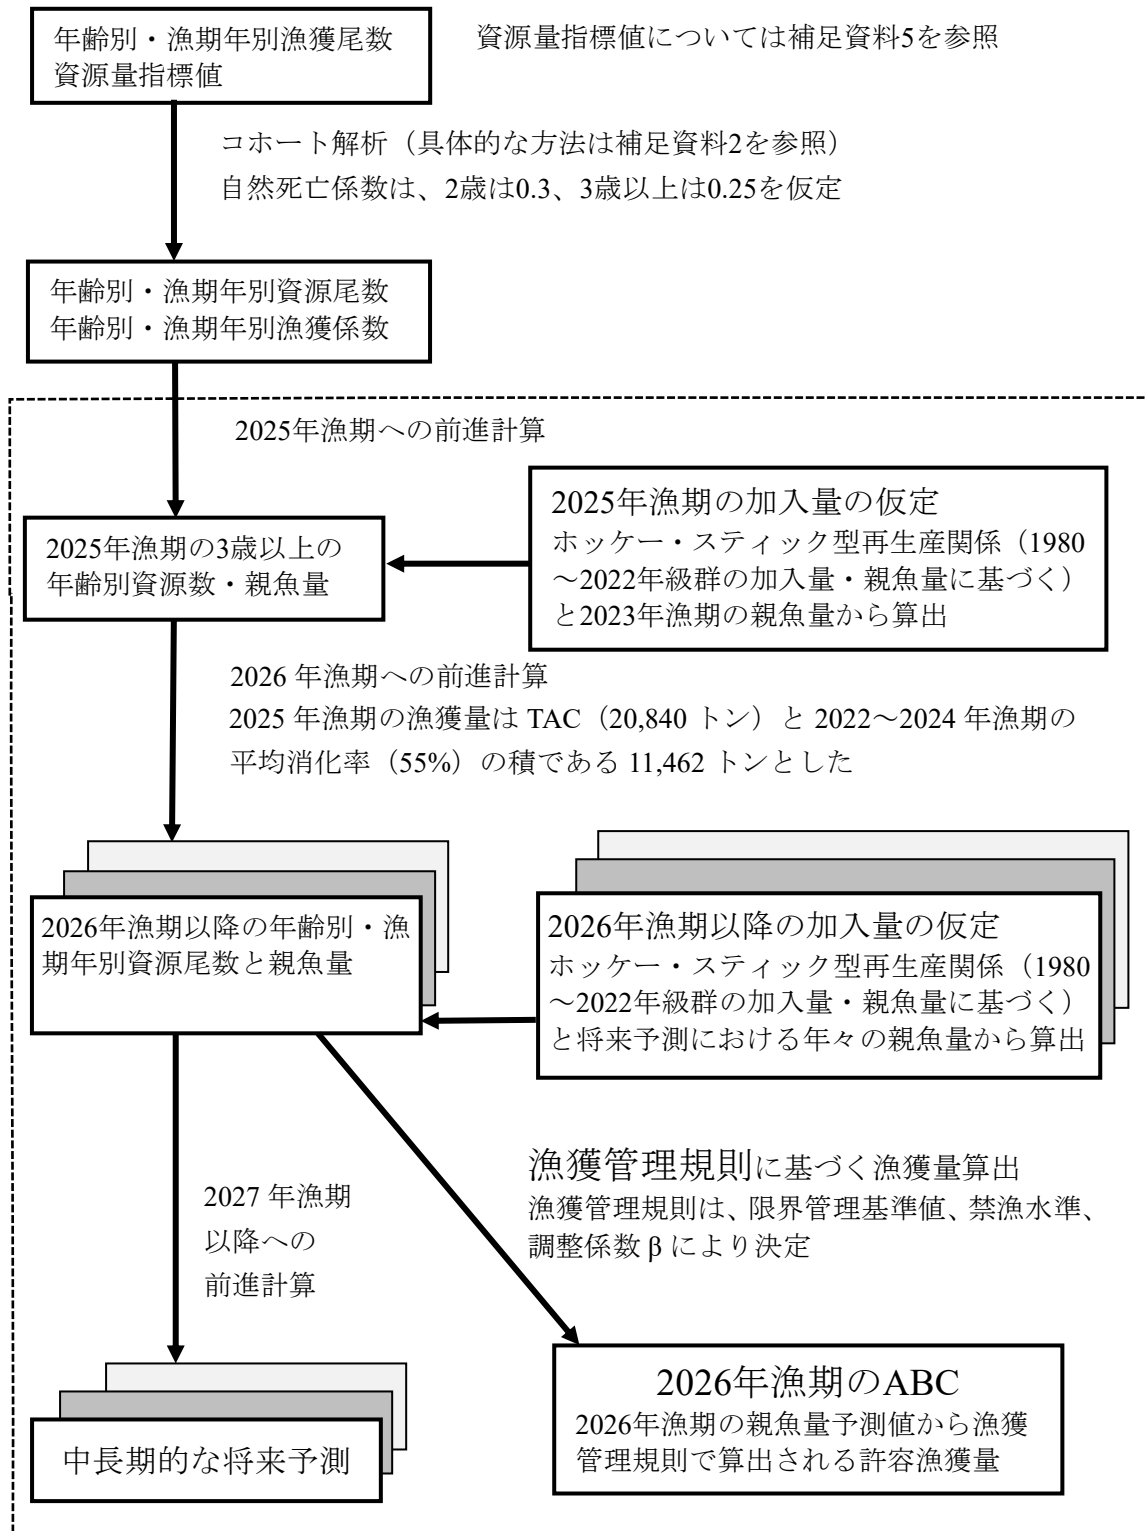 年齢別・漁期年別漁獲尾数
資源量指標値
資源量指標値については補足資料5を参照
コホート解析（具体的な方法は補足資料2を参照）
自然死亡係数は、2歳は0.3、3歳以上は0.25を仮定
年齢別・漁期年別資源尾数
年齢別・漁期年別漁獲係数
2025年漁期への前進計算
2025年漁期の3歳以上の
年齢別資源数・親魚量
2025年漁期の加入量の仮定
ホッケー・スティック型再生産関係（1980
～2022年級群の加入量・親魚量に基づく）
と2023年漁期の親魚量から算出
2026 年漁期への前進計算
2025 年漁期の漁獲量は TAC（20,840 トン）と 2022～2024 年漁期の
平均消化率（55%）の積である 11,462 トンとした
2026年漁期以降の年齢別・漁
期年別資源尾数と親魚量
2026年漁期以降の加入量の仮定
ホッケー・スティック型再生産関係（1980
～2022年級群の加入量・親魚量に基づく）
と将来予測における年々の親魚量から算出
2027 年漁期
以降への
前進計算
漁獲管理規則に基づく漁獲量算出
漁獲管理規則は、限界管理基準値、禁漁水準、
調整係数 β により決定
中長期的な将来予測
2026年漁期のABC
2026年漁期の親魚量予測値から漁獲
管理規則で算出される許容漁獲量